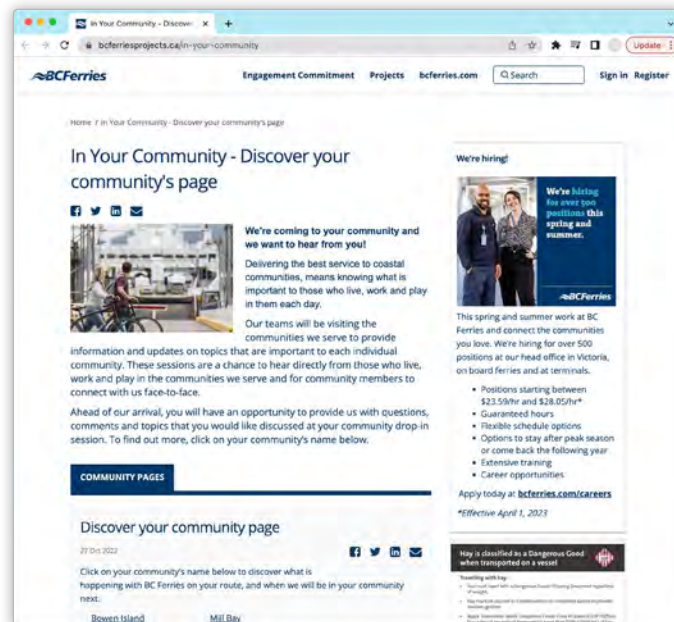 In Your Community - Discover
bcferriesprojects.ca/in-your-community
Update
BCFerries
Engagement Commitment Projects bcferries.com Search Sign in Register
Home / In Your Community - Discover your community's page
In Your Community - Discover your
community's page
We're coming to your community and
we want to hear from you!
Delivering the best service to coastal
communities, means knowing what is
important to those who live, work and play
in them each day.
Our teams will be visiting the
communities we serve to provide
information and updates on topics that are important to each individual
community. These sessions are a chance to hear directly from those who live,
work and play in the communities we serve and for community members to
connect with us face-to-face.
Ahead of our arrival, you will have an opportunity to provide us with questions,
comments and topics that you would like discussed at your community drop-in
session. To find out more, click on your community's name below.
COMMUNITY PAGES
Discover your community page
27 Oct 2022
Click on your community's name below to discover what is
happening with BC Ferries on your route, and when we will be in your community
next.
Bowen Island Mill Bay
We're hiring!
We're hiring
for over 500
positions this
spring and
summer.
BCFerries
This spring and summer work at BC
Ferries and connect the communities
you love. We're hiring for over 500
positions at our head office in Victoria,
on board ferries and at terminals.
• Positions starting between
$23.59/hr and $28.05/hr*
• Guaranteed hours
• Flexible schedule options
• Options to stay after peak season
or come back the following year
• Extensive training
• Career opportunities
Apply today at bcferries.com/careers
*Effective April 1, 2023
Hay is classified as a Dangerous Good
when transported on a vessel
Travelling with hay: